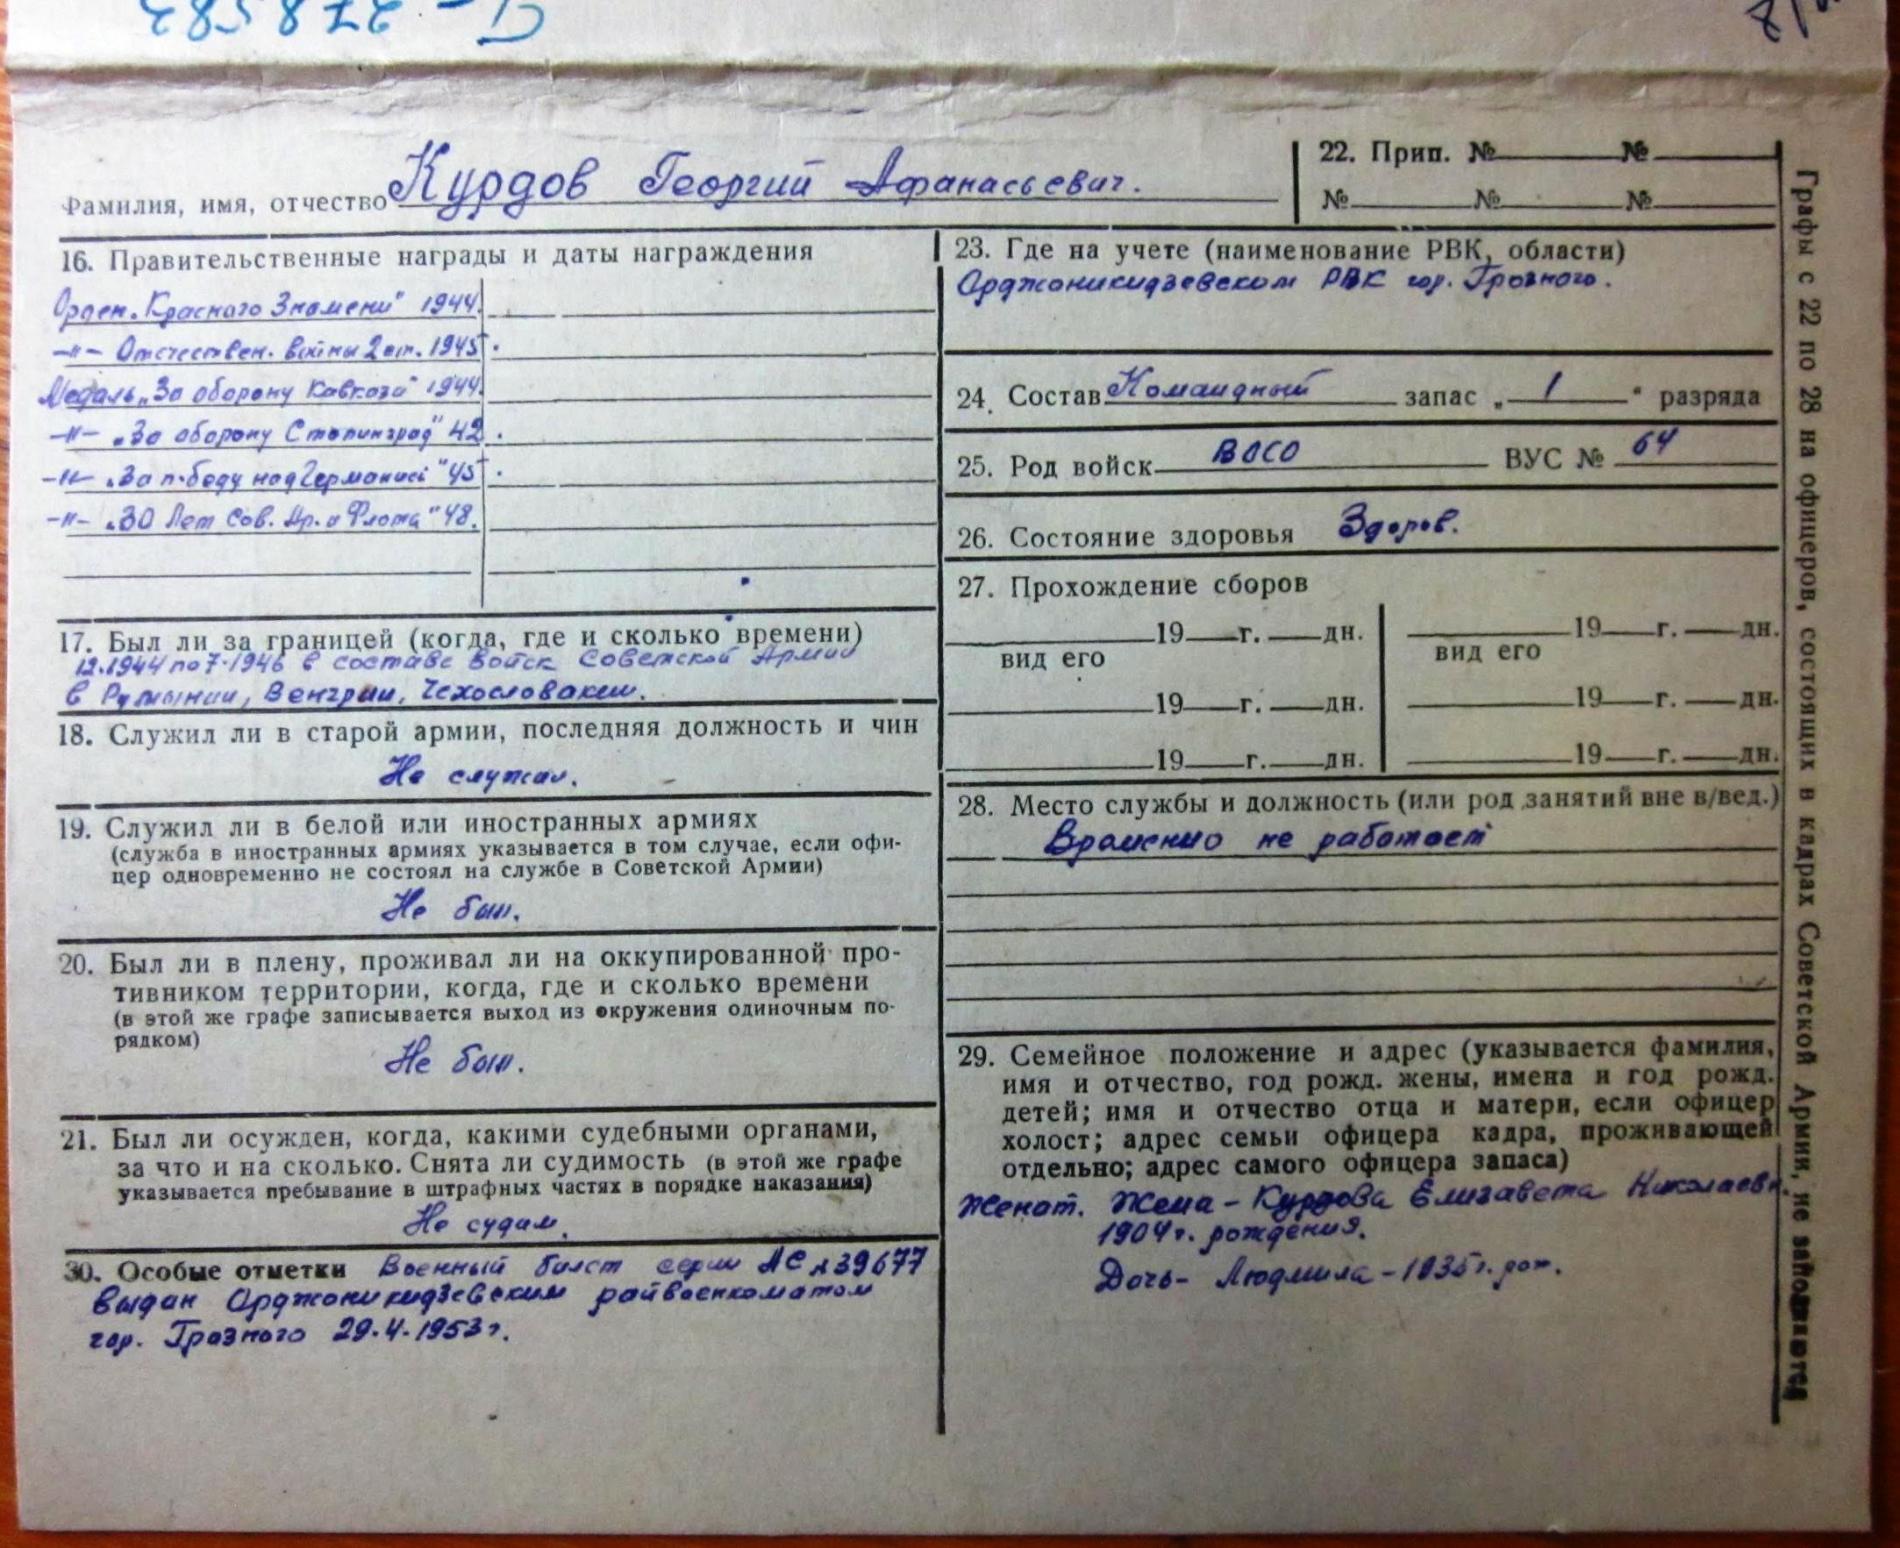 Г-278583
Фамилия, имя, отчество Курдов Георгий Афанасьевич.
16. Правительственные награды и даты награждения
Орден „Красного Знамени" 1944.
-"- Отечествен. войны 2 ст. 1945.
Медаль „За оборону Кавказа" 1944.
-"- „За оборону Сталинград" 42.
-"- „За победу над Германией" 45.
-"- „30 Лет Сов. Ар. и Флота" 48.
17. Был ли за границей (когда, где и сколько времени)
12.1944 по 7.1946 в составе войск Советской Армии
в Румынии, Венгрии, Чехословакии.
18. Служил ли в старой армии, последняя должность и чин
Не служил.
19. Служил ли в белой или иностранных армиях
(служба в иностранных армиях указывается в том случае, если офи-
цер одновременно не состоял на службе в Советской Армии)
Не был.
20. Был ли в плену, проживал ли на оккупированной про-
тивником территории, когда, где и сколько времени
(в этой же графе записывается выход из окружения одиночным по-
рядком)
Не был.
21. Был ли осужден, когда, какими судебными органами,
за что и на сколько. Снята ли судимость (в этой же графе
указывается пребывание в штрафных частях в порядке наказания)
Не судим.
30. Особые отметки Военный билет серии АС № 39677
выдан Орджоникидзевским райвоенкоматом
гор. Грозного 29.4.1953 г.
22. Прип. № №
№ № №
23. Где на учете (наименование РВК, области)
Орджоникидзевском РВК гор. Грозного.
24. Состав Командный запас „1" разряда
25. Род войск ВОСО ВУС № 64
26. Состояние здоровья Здоров.
27. Прохождение сборов
19 г. дн. 19 г. дн.
вид его вид его
19 г. дн. 19 г. дн.
19 г. дн. 19 г. дн.
28. Место службы и должность (или род занятий вне в/вед.)
Временно не работает
29. Семейное положение и адрес (указывается фамилия,
имя и отчество, год рожд. жены, имена и год рожд.
детей; имя и отчество отца и матери, если офицер
холост; адрес семьи офицера кадра, проживающей
отдельно; адрес самого офицера запаса)
Женат. Жена - Курдова Елизавета Николаевн
1904 г. рождения.
Дочь - Людмила - 1935 г. рож.
Графы с 22 по 28 на офицеров, состоящих в кадрах Советской Армии, не заполняются